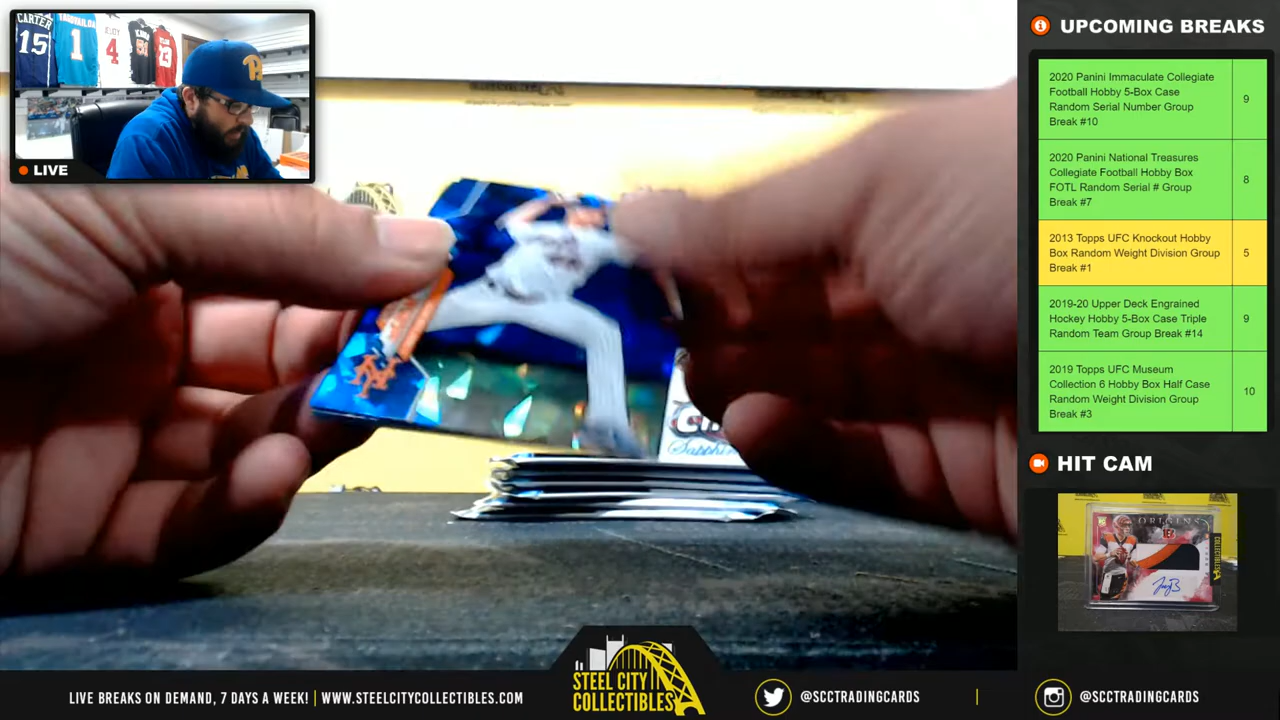 CARTER
15
1
4
23
LIVE
UPCOMING BREAKS
2020 Panini Immaculate Collegiate
Football Hobby 5-Box Case
Random Serial Number Group
Break #10
9
2020 Panini National Treasures
Collegiate Football Hobby Box
FOTL Random Serial # Group
Break #7
8
2013 Topps UFC Knockout Hobby
Box Random Weight Division Group
Break #1
5
2019-20 Upper Deck Engrained
Hockey Hobby 5-Box Case Triple
Random Team Group Break #14
9
2019 Topps UFC Museum
Collection 6 Hobby Box Half Case
Random Weight Division Group
Break #3
10
Sapphire
HIT CAM
ORIGINS
LIVE BREAKS ON DEMAND, 7 DAYS A WEEK! | WWW.STEELCITYCOLLECTIBLES.COM
STEEL CITY
COLLECTIBLES
@SCCTRADINGCARDS
@SCCTRADINGCARDS